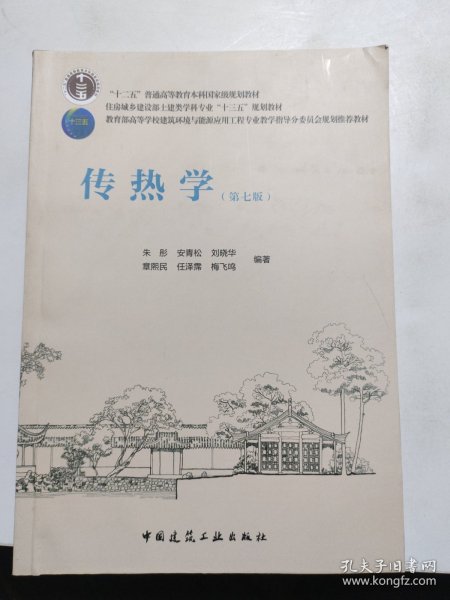 "十二五"普通高等教育本科国家级规划教材
住房城乡建设部土建类学科专业"十三五"规划教材
教育部高等学校建筑环境与能源应用工程专业教学指导分委员会规划推荐教材
十三五
传热学(第七版)
朱 彤 安青松 刘晓华
章熙民 任泽霈 梅飞鸣
编著
中国建筑工业出版社
孔夫子旧书网
www.kongfz.com